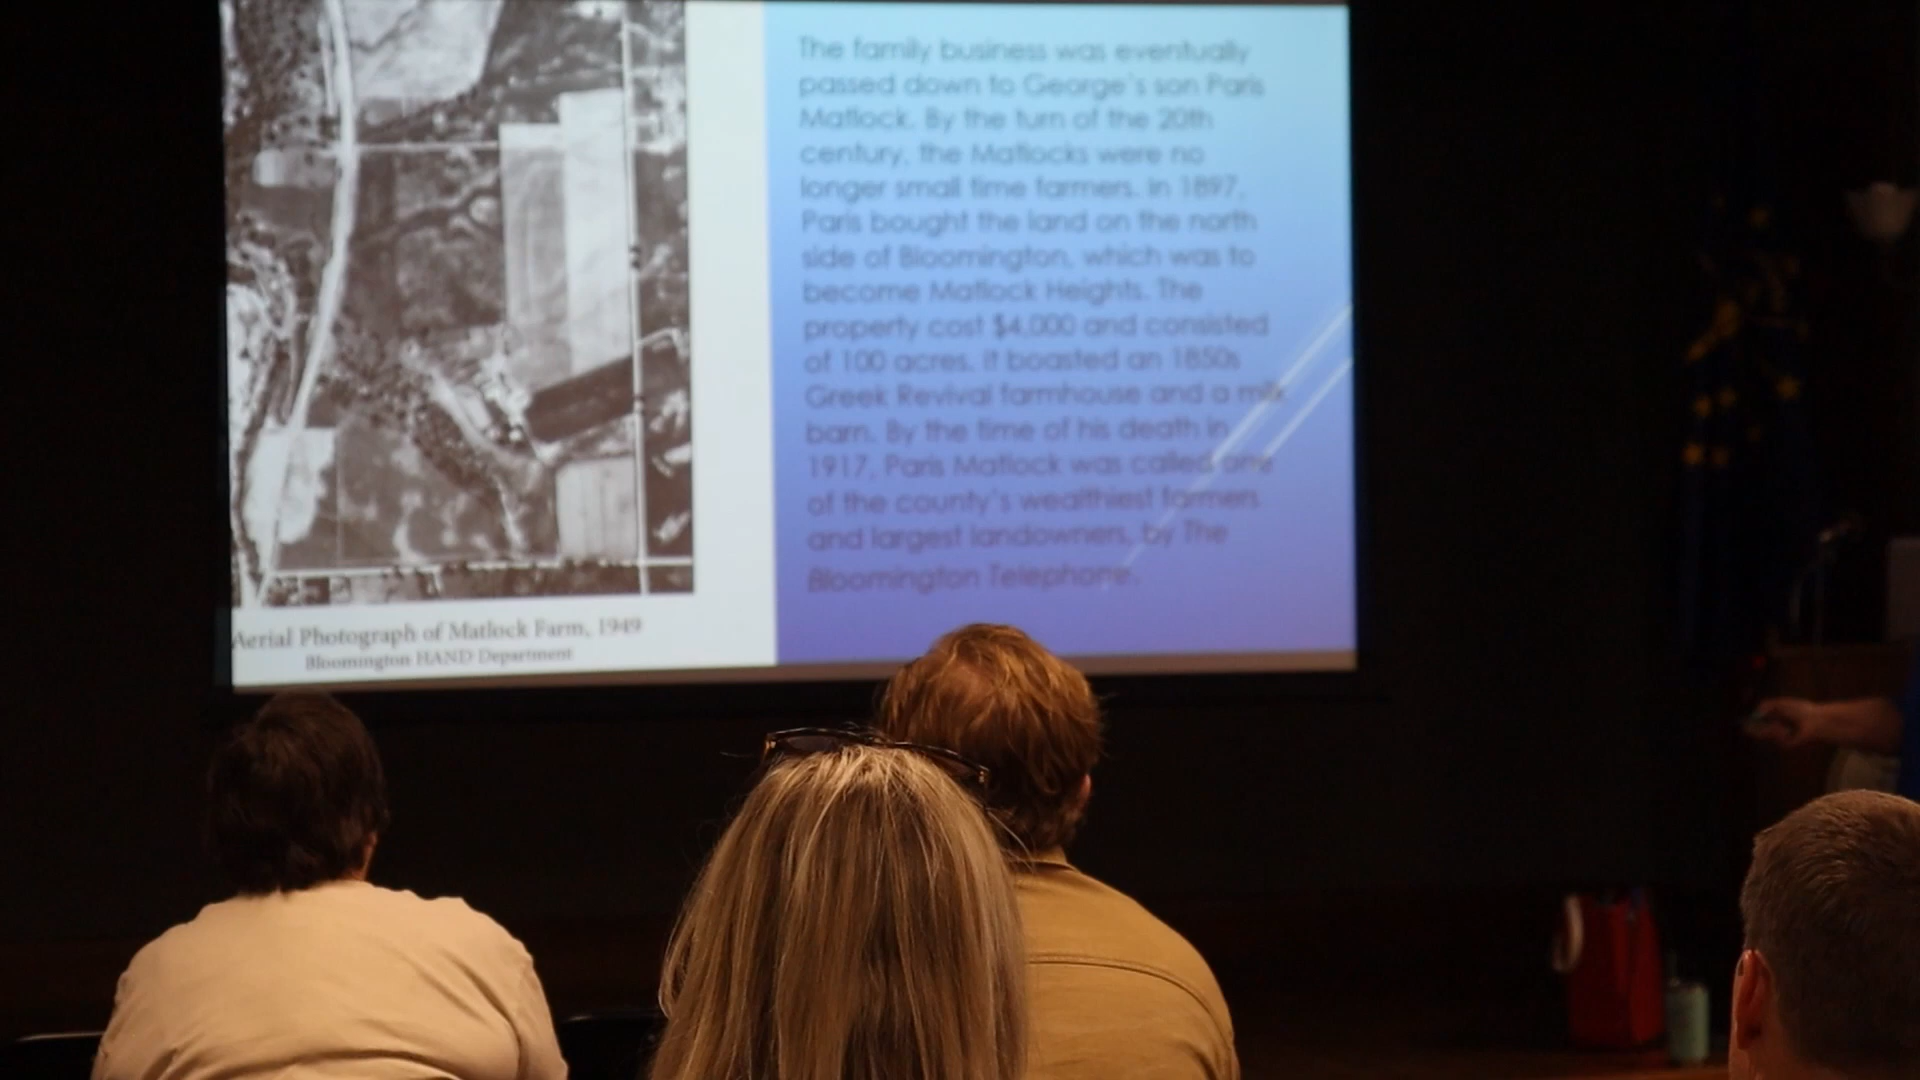 The family business was eventually
passed down to George's son Paris
Matlock. By the turn of the 20th
century, the Matlocks were no
longer small time farmers. In 1897,
Paris bought the land on the north
side of Bloomington, which was to
become Matlock Heights. The
property cost $4,000 and consisted
of 100 acres. It boasted an 1850s
Greek Revival farmhouse and a milk
barn. By the time of his death in
1917, Paris Matlock was called one
of the county's wealthiest farmers
and largest landowners, by The
Bloomington Telephone.
Aerial Photograph of Matlock Farm, 1949
Bloomington HAND Department